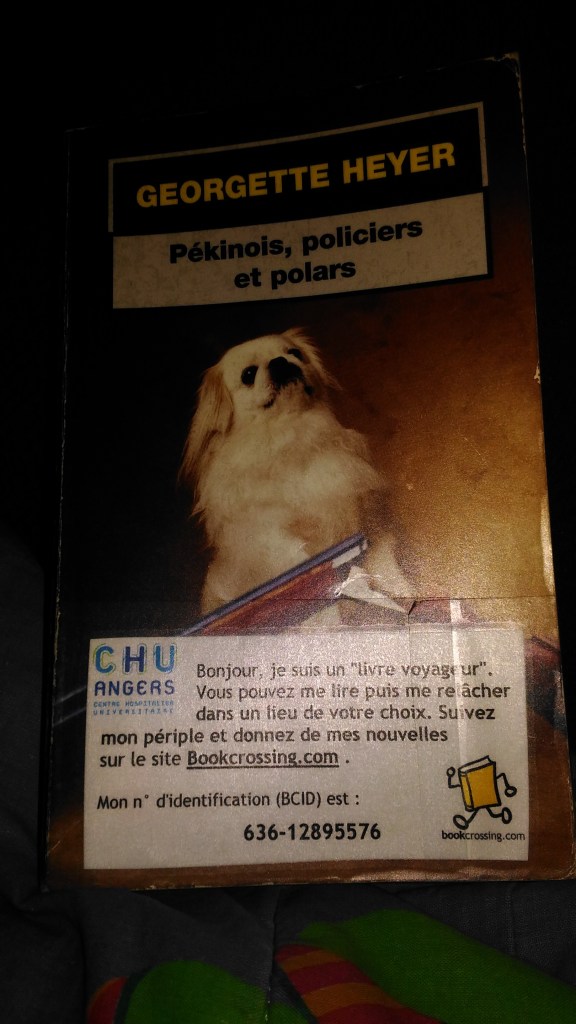 GEORGETTE HEYER
Pékinois, policiers
et polars
CHU
ANGERS
CENTRE HOSPITALIER
UNIVERSITAIRE
Bonjour, je suis un "livre voyageur".
Vous pouvez me lire puis me relâcher
dans un lieu de votre choix. Suivez
mon périple et donnez de mes nouvelles
sur le site Bookcrossing.com .
Mon n° d'identification (BCID) est :
636-12895576
bookcrossing.com